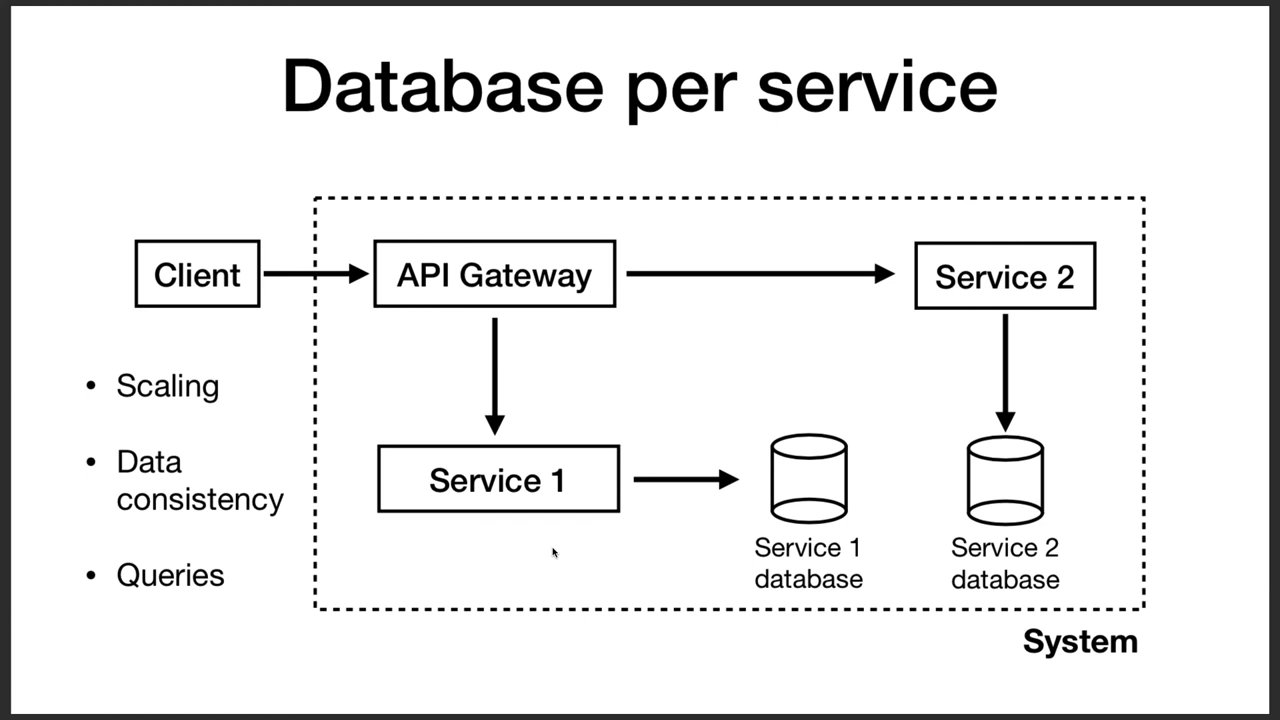 Database per service
Client
API Gateway
Service 2
• Scaling
• Data
consistency
• Queries
Service 1
Service 1
database
Service 2
database
System